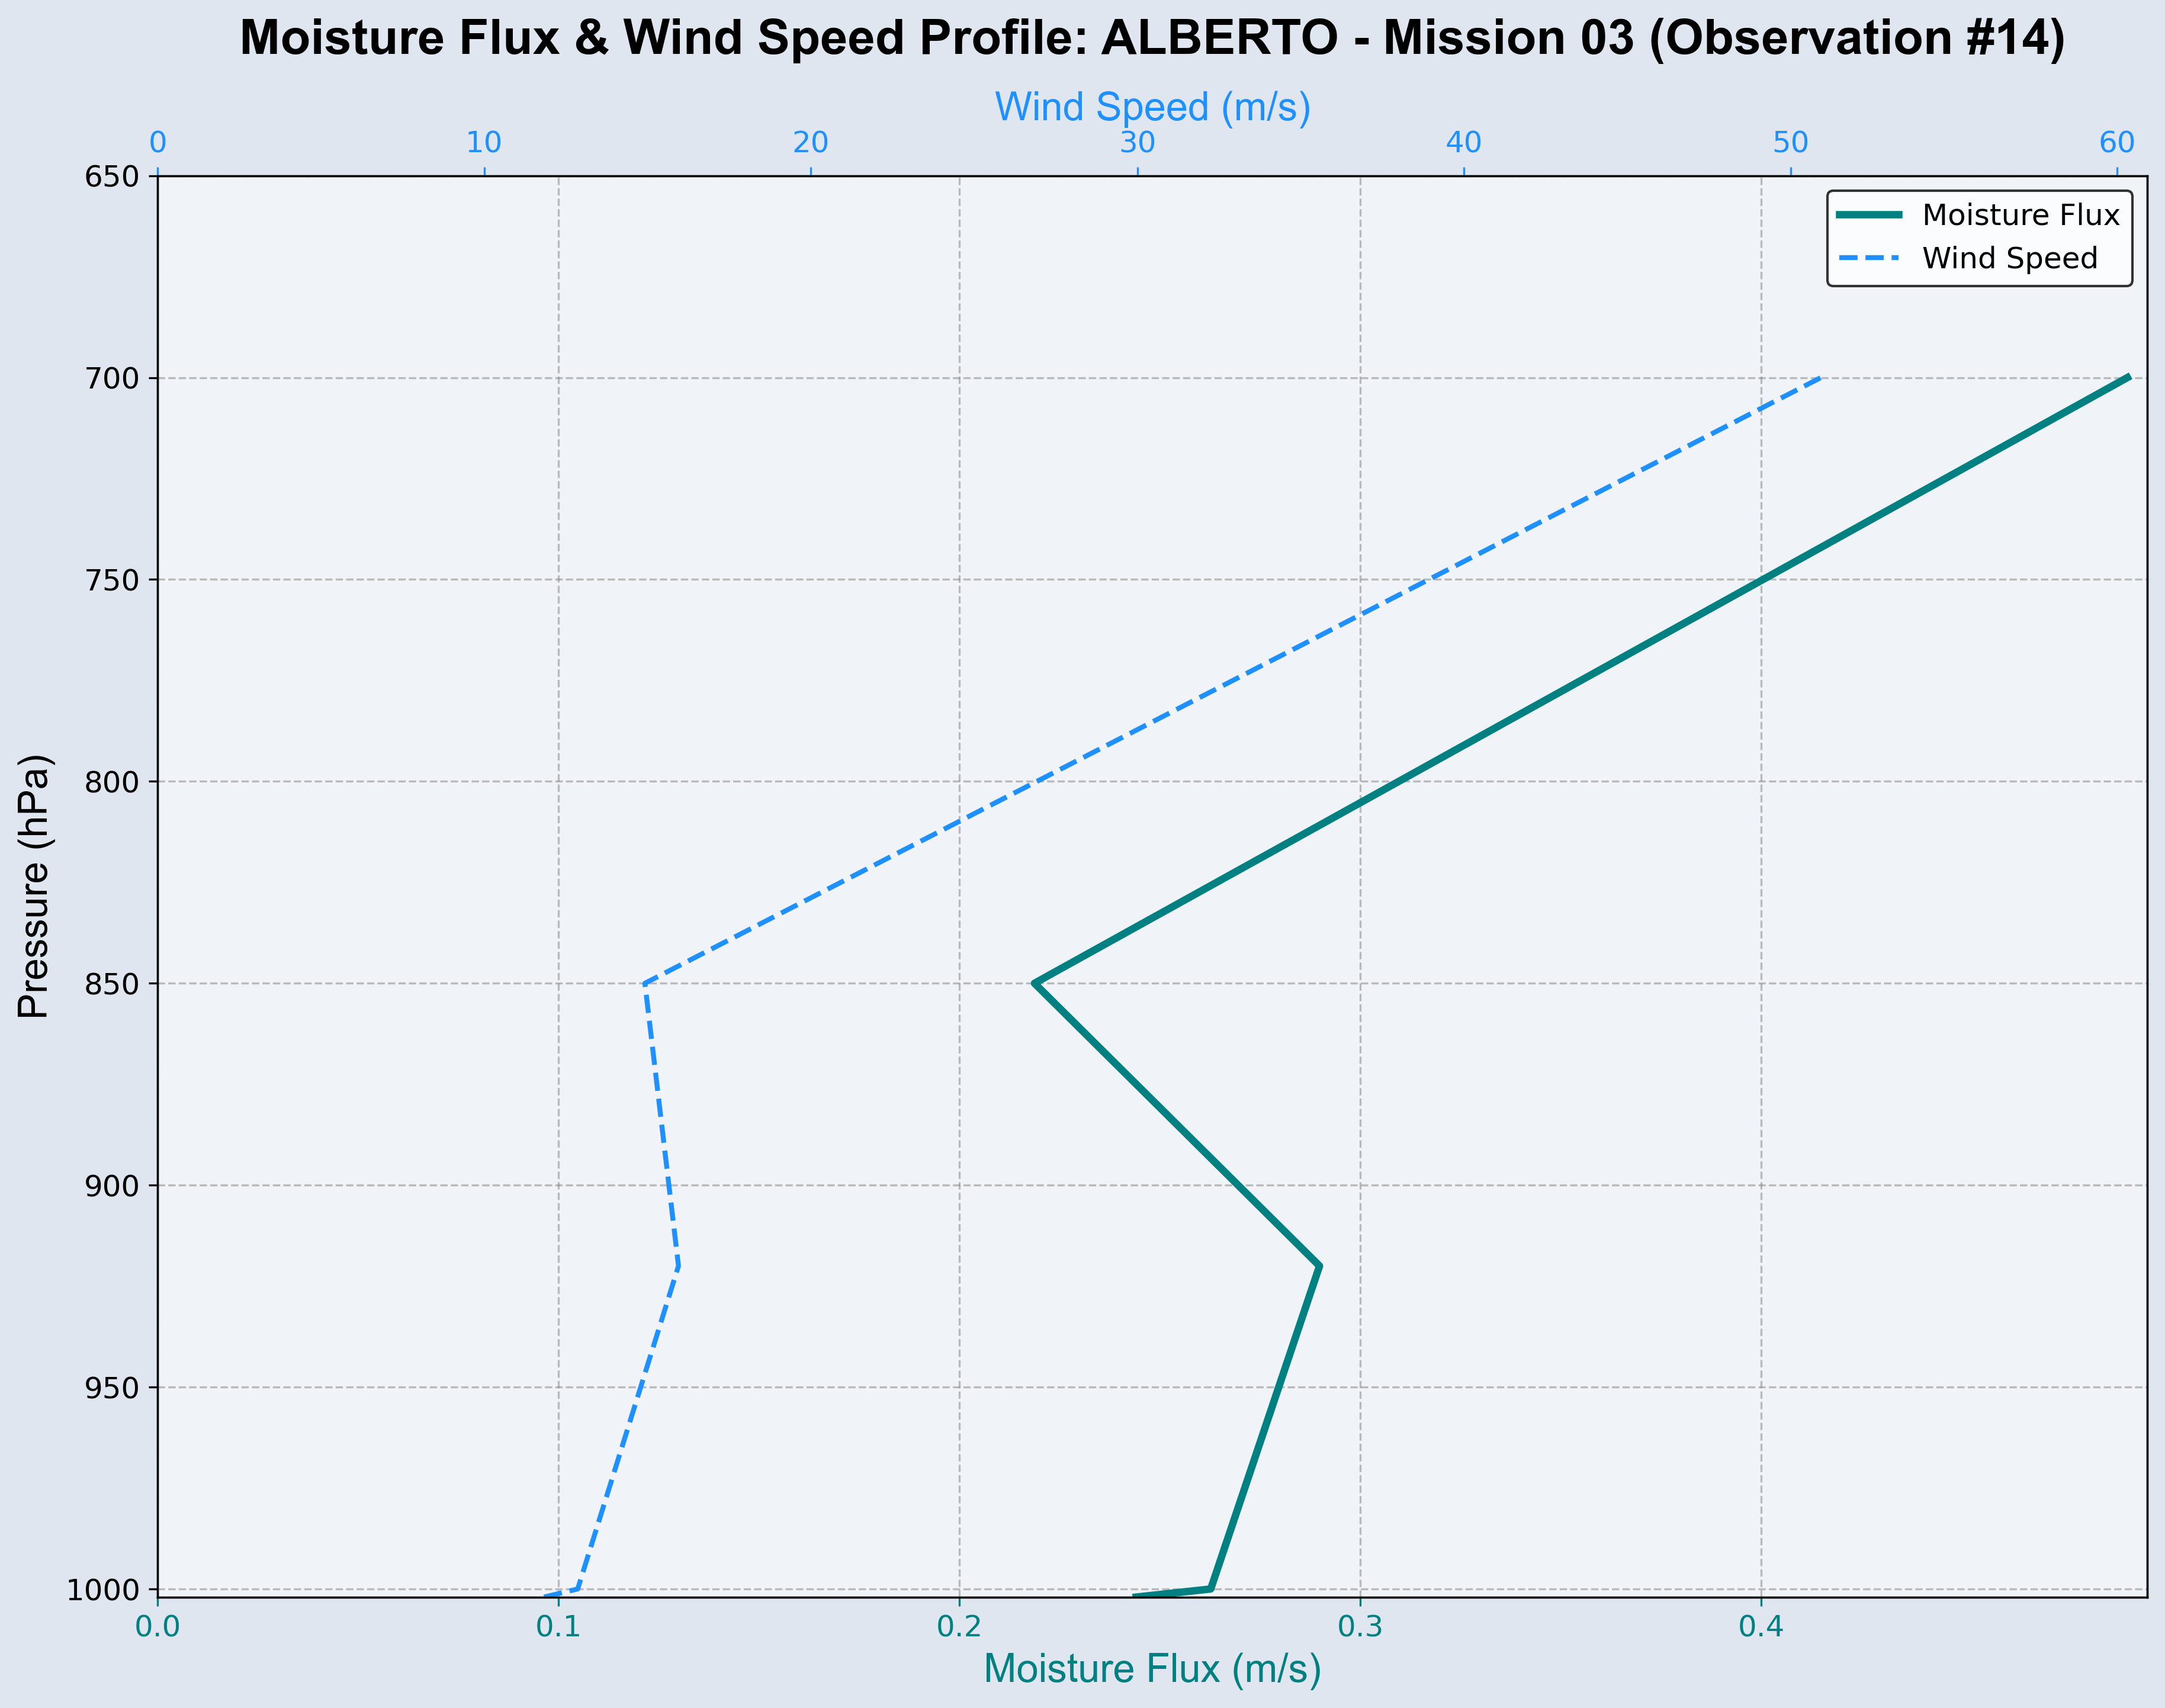 Moisture Flux & Wind Speed Profile: ALBERTO - Mission 03 (Observation #14)
Wind Speed (m/s)
0 10 20 30 40 50 60
Moisture Flux
Wind Speed
Pressure (hPa)
650
700
750
800
850
900
950
1000
0.0 0.1 0.2 0.3 0.4
Moisture Flux (m/s)